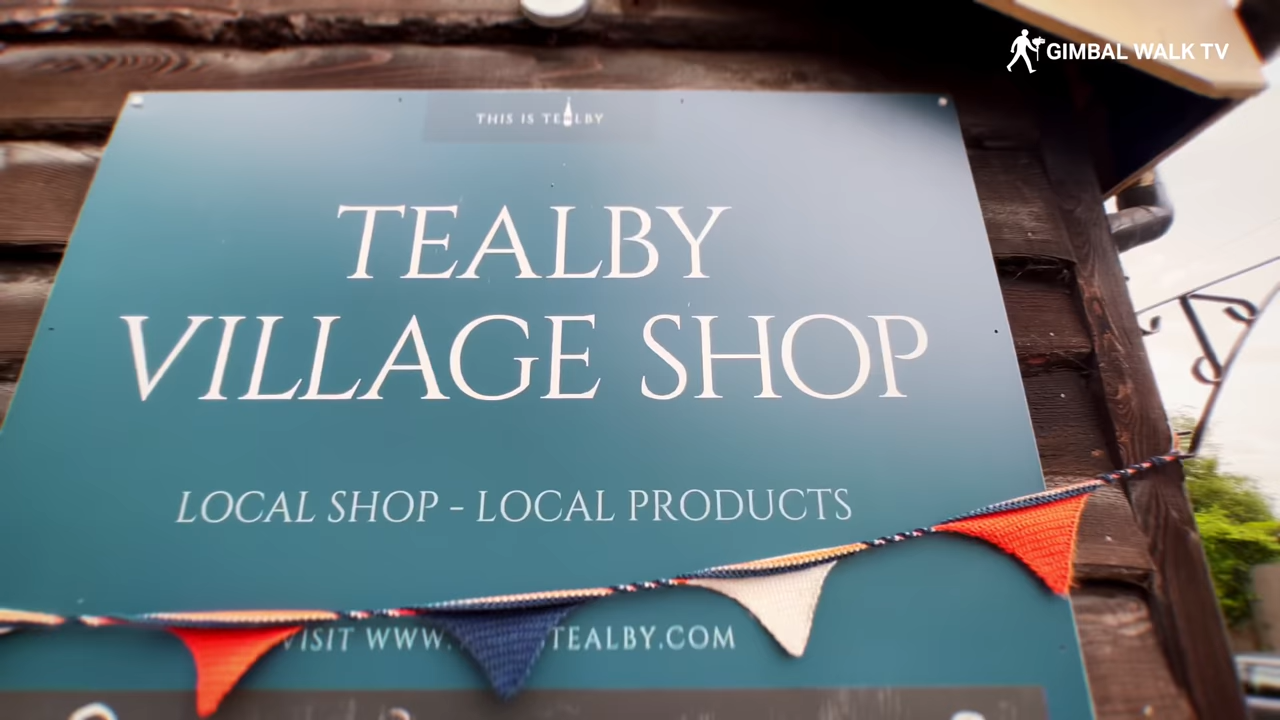 GIMBAL WALK TV
THIS IS TEALBY
TEALBY
VILLAGE SHOP
LOCAL SHOP - LOCAL PRODUCTS
VISIT WWW. TEALBY.COM